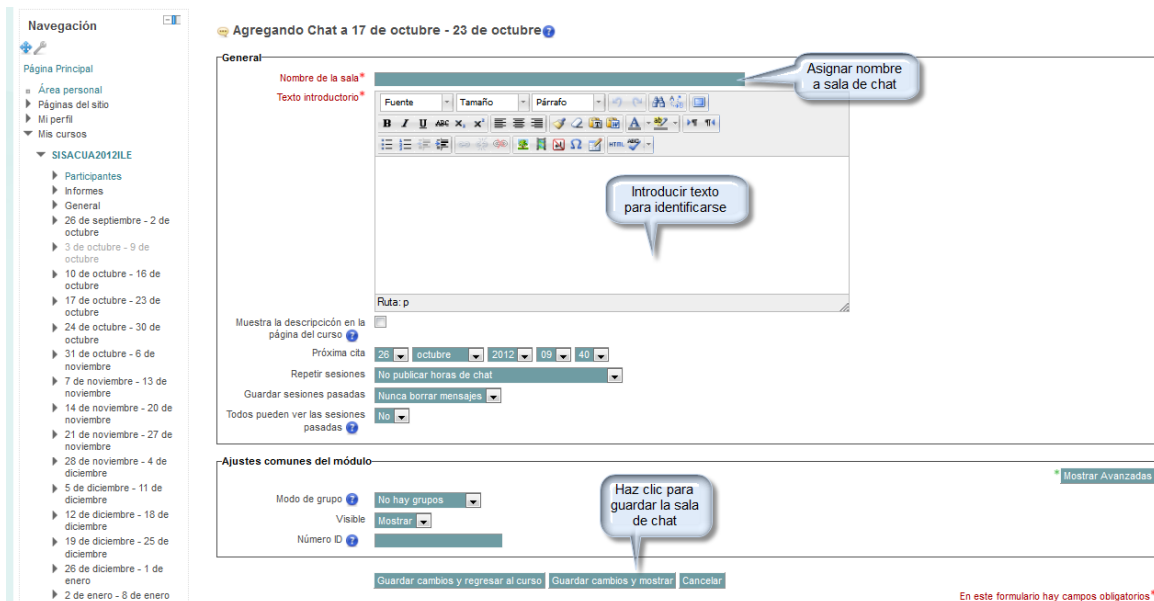 Navegación
Página Principal
Área personal
Páginas del sitio
Mi perfil
Mis cursos
SISACUA2012ILE
Participantes
Informes
General
26 de septiembre - 2 de
octubre
3 de octubre - 9 de
octubre
10 de octubre - 16 de
octubre
17 de octubre - 23 de
octubre
24 de octubre - 30 de
octubre
31 de octubre - 6 de
noviembre
7 de noviembre - 13 de
noviembre
14 de noviembre - 20 de
noviembre
21 de noviembre - 27 de
noviembre
28 de noviembre - 4 de
diciembre
5 de diciembre - 11 de
diciembre
12 de diciembre - 18 de
diciembre
19 de diciembre - 25 de
diciembre
26 de diciembre - 1 de
enero
2 de enero - 8 de enero
Agregando Chat a 17 de octubre - 23 de octubre
General
Nombre de la sala*
Asignar nombre
a sala de chat
Texto introductorio*
Fuente Tamaño Párrafo
B I U ABC X₂ X² A ab
Ω HTML ABC
Introducir texto
para identificarse
Ruta: p
Muestra la descripcicón en la
página del curso
Próxima cita 26 octubre 2012 09 40
Repetir sesiones No publicar horas de chat
Guardar sesiones pasadas Nunca borrar mensajes
Todos pueden ver las sesiones No
pasadas
Ajustes comunes del módulo
* Mostrar Avanzadas
Modo de grupo No hay grupos
Visible Mostrar
Número ID
Haz clic para
guardar la sala
de chat
Guardar cambios y regresar al curso Guardar cambios y mostrar Cancelar
En este formulario hay campos obligatorios*